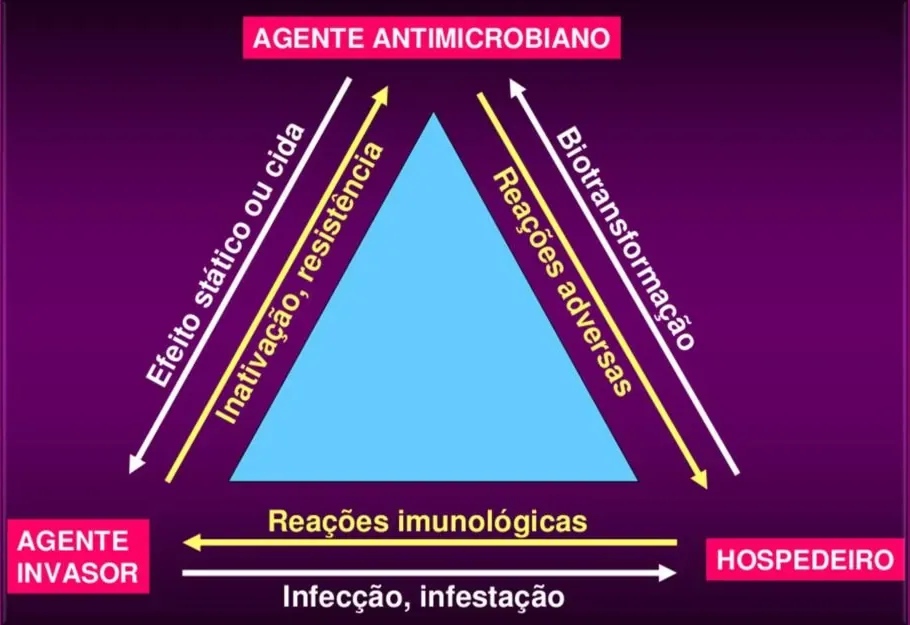 AGENTE ANTIMICROBIANO
Efeito stático ou cida
Inativação, resistência
Reações adversas
Biotransformação
Reações imunológicas
AGENTE
INVASOR
HOSPEDEIRO
Infecção, infestação